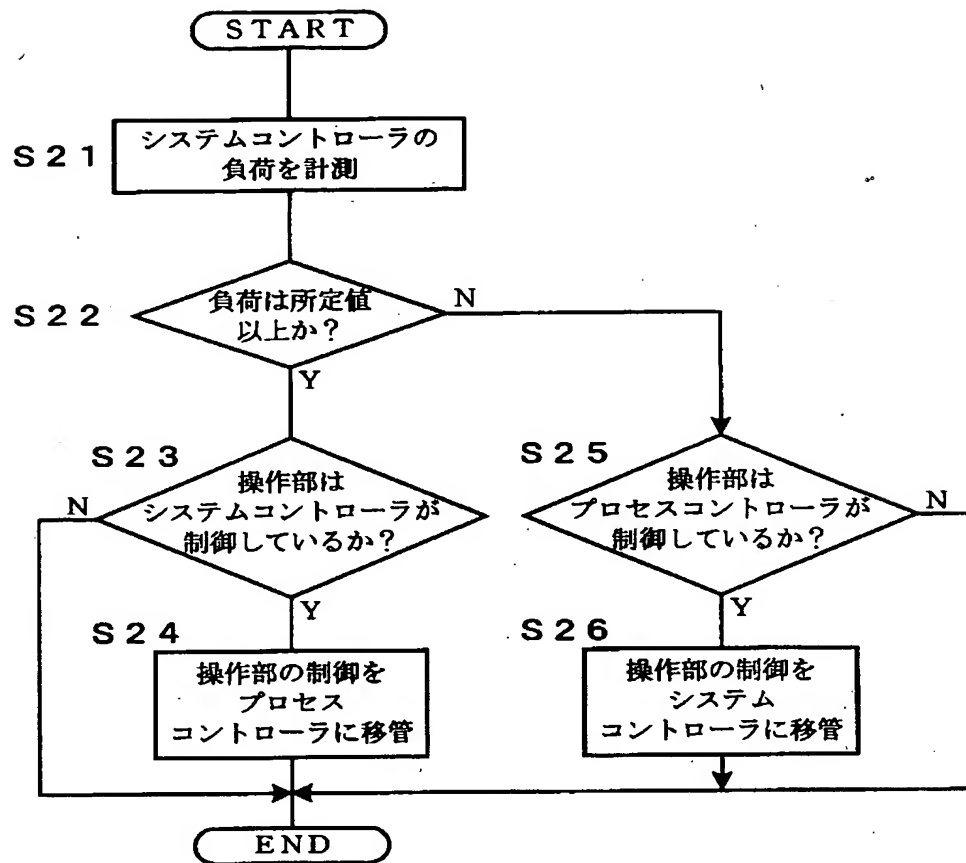 START
S21
システムコントローラの
負荷を計測
S22
負荷は所定値
以上か？
N
Y
S23
操作部は
システムコントローラが
制御しているか？
N
Y
S24
操作部の制御を
プロセス
コントローラに移管
S25
操作部は
プロセスコントローラが
制御しているか？
N
Y
S26
操作部の制御を
システム
コントローラに移管
END